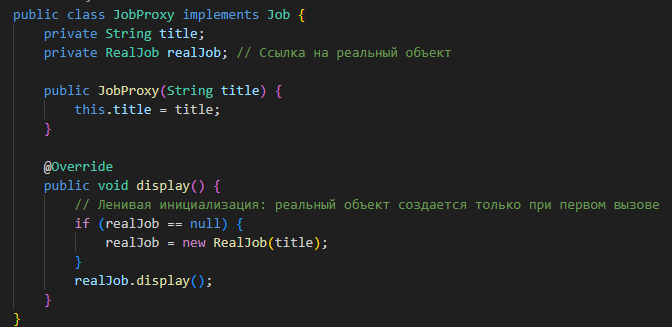 public class JobProxy implements Job {
    private String title;
    private RealJob realJob; // Ссылка на реальный объект

    public JobProxy(String title) {
        this.title = title;
    }

    @Override
    public void display() {
        // Ленивая инициализация: реальный объект создается только при первом вызове
        if (realJob == null) {
            realJob = new RealJob(title);
        }
        realJob.display();
    }
}